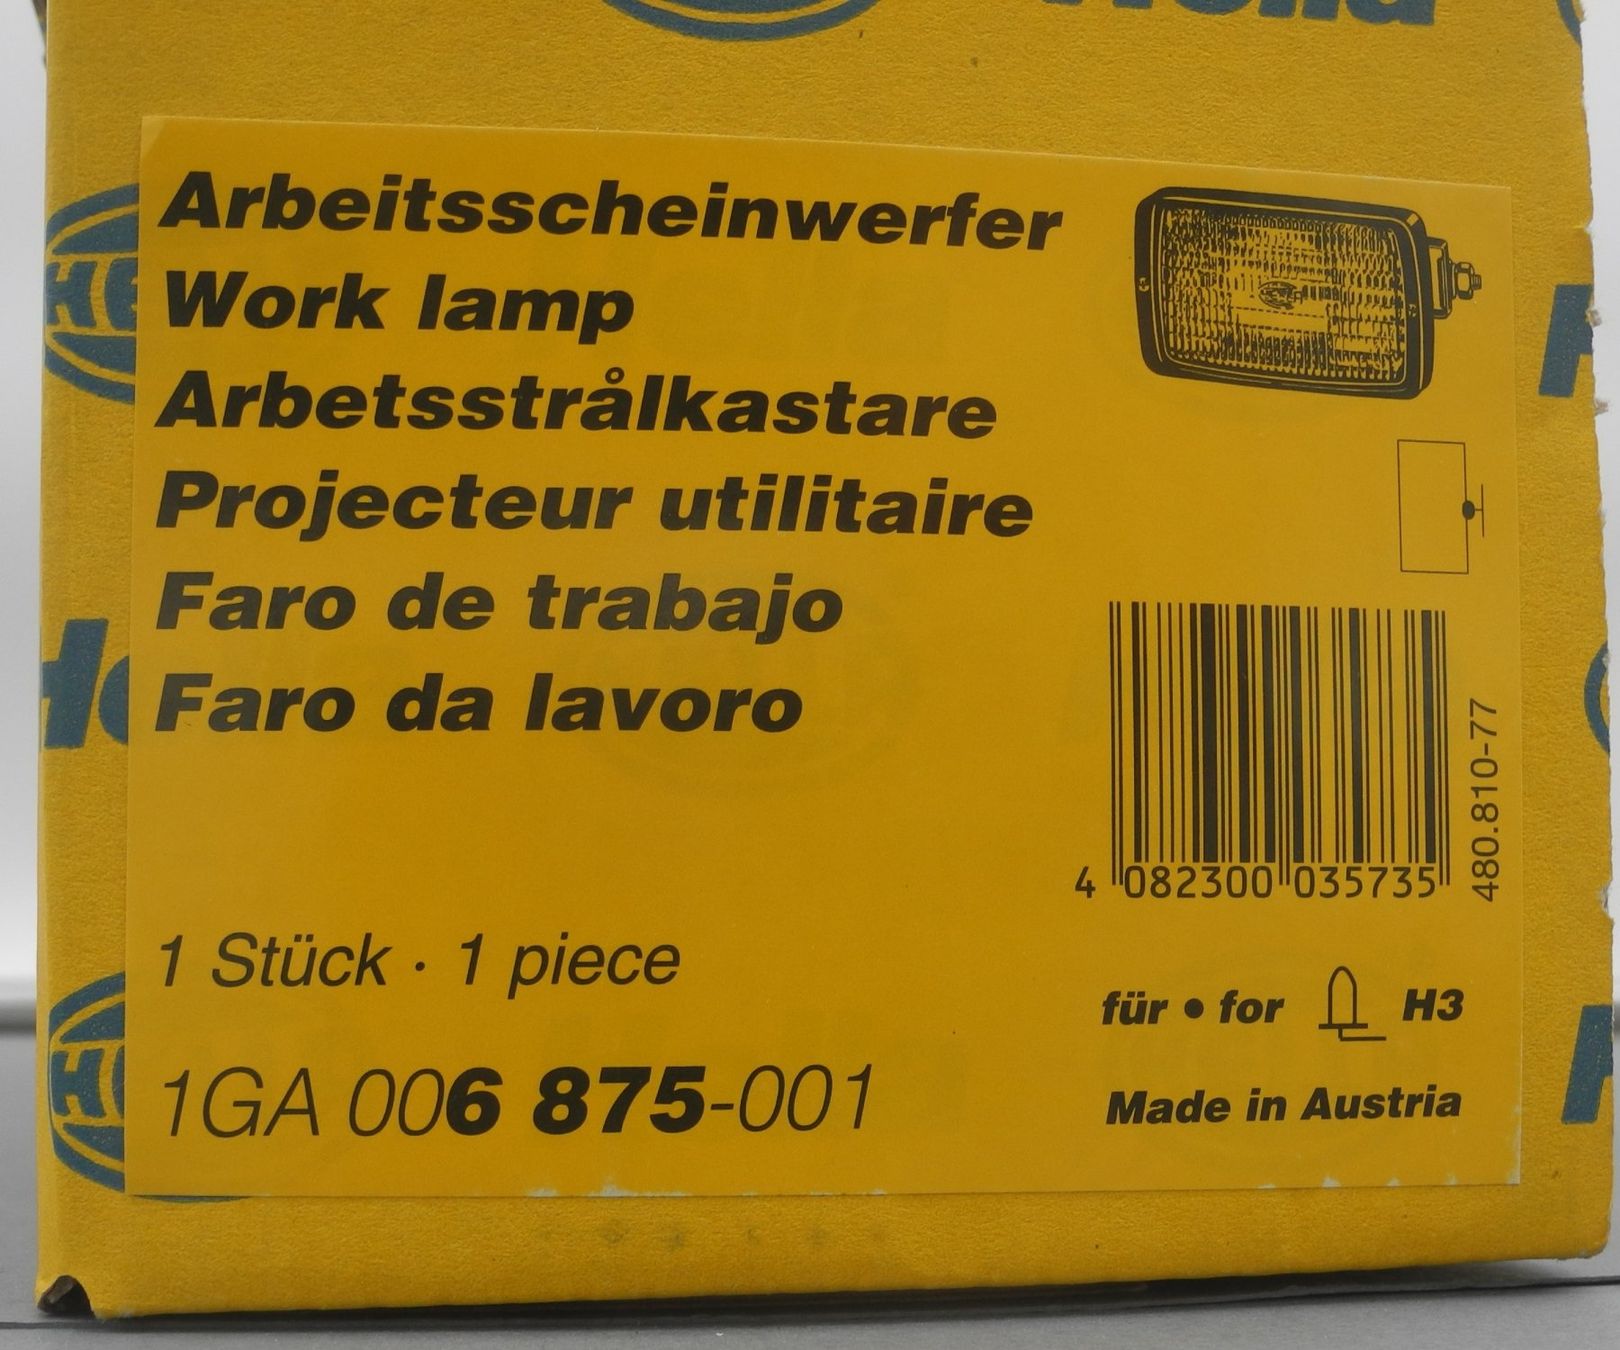 Hella
Arbeitsscheinwerfer
Work lamp
Arbetsstrålkastare
Projecteur utilitaire
Faro de trabajo
Faro da lavoro
4 082300 035735
480.810-77
1 Stück · 1 piece
für • for H3
1GA 006 875-001
Made in Austria